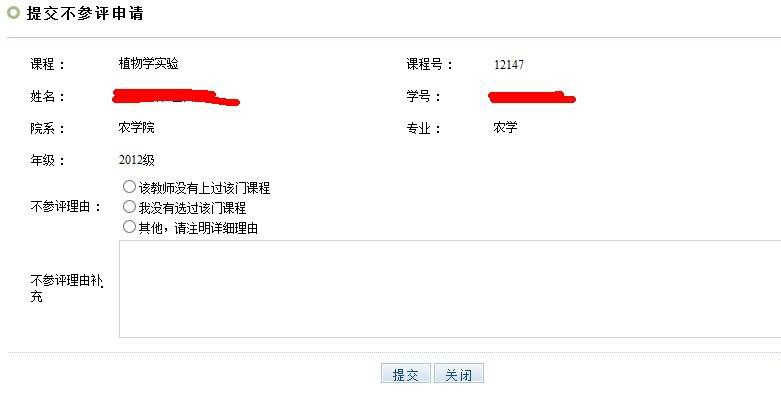 提交不参评申请
课程： 植物学实验 课程号： 12147
姓名： 学号：
院系： 农学院 专业： 农学
年级： 2012级
不参评理由：
该教师没有上过该门课程
我没有选过该门课程
其他，请注明详细理由
不参评理由补
充
提交 关闭